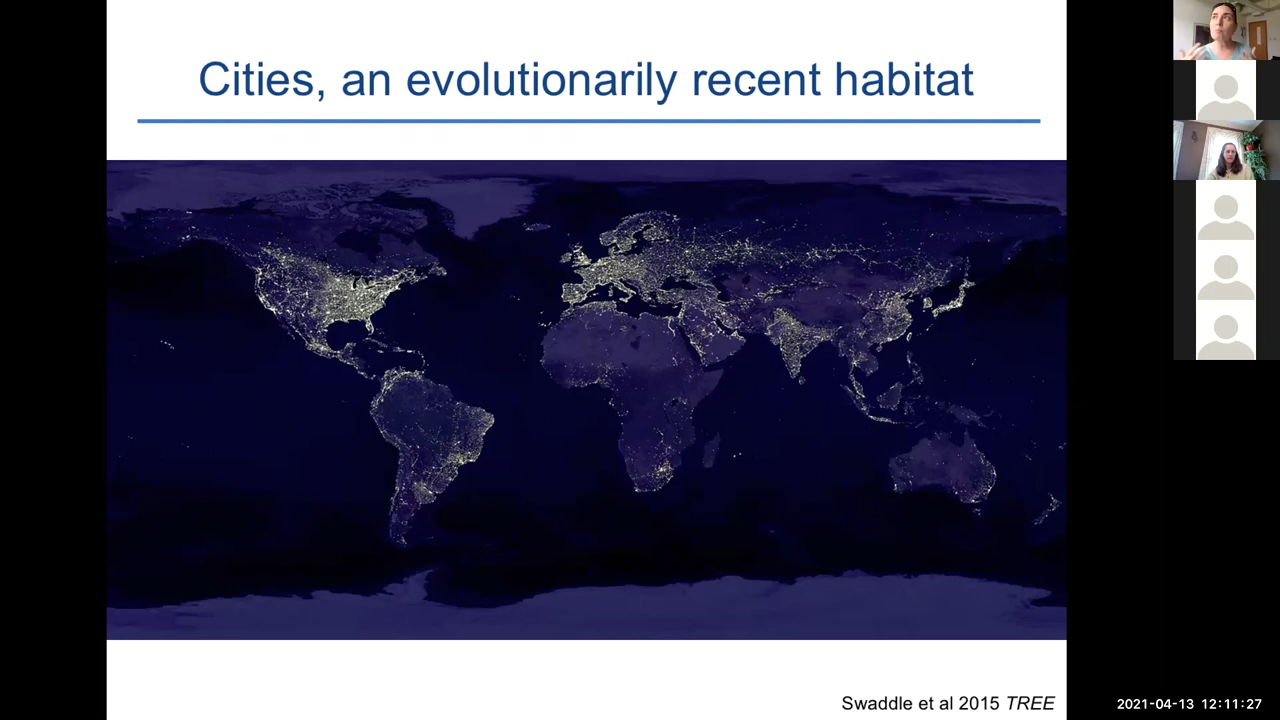 Cities, an evolutionarily recent habitat
Swaddle et al 2015 TREE
2021-04-13 12:11:27